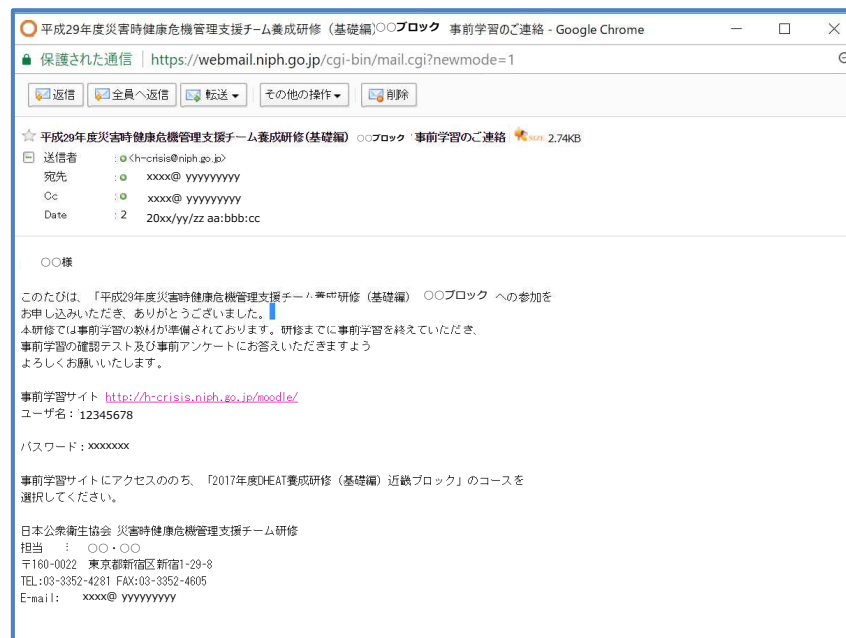 平成29年度災害時健康危機管理支援チーム養成研修(基礎編)○○ブロック 事前学習のご連絡 - Google Chrome
保護された通信 | https://webmail.niph.go.jp/cgi-bin/mail.cgi?newmode=1
返信 全員へ返信 転送 その他の操作 削除
平成29年度災害時健康危機管理支援チーム養成研修(基礎編) ○○ブロック 事前学習のご連絡 SIZE 2.74KB
送信者 : <h-crisis@niph.go.jp>
宛先 : xxxx@ yyyyyyyyy
Cc : xxxx@ yyyyyyyyy
Date : 2 20xx/yy/zz aa:bbb:cc
○○様
このたびは、「平成29年度災害時健康危機管理支援チーム養成研修(基礎編) ○○ブロック への参加を
お申し込みいただき、ありがとうございました。
本研修では事前学習の教材が準備されております。研修までに事前学習を終えていただき、
事前学習の確認テスト及び事前アンケートにお答えいただきますよう
よろしくお願いいたします。
事前学習サイト http://h-crisis.niph.go.jp/moodle/
ユーザ名:12345678
パスワード:xxxxxxx
事前学習サイトにアクセスののち、「2017年度DHEAT養成研修(基礎編)近畿ブロック」のコースを
選択してください。
日本公衆衛生協会 災害時健康危機管理支援チーム研修
担当 : ○○・○○
〒160-0022 東京都新宿区新宿1-29-8
TEL:03-3352-4281 FAX:03-3352-4605
E-mail: xxxx@ yyyyyyyyy